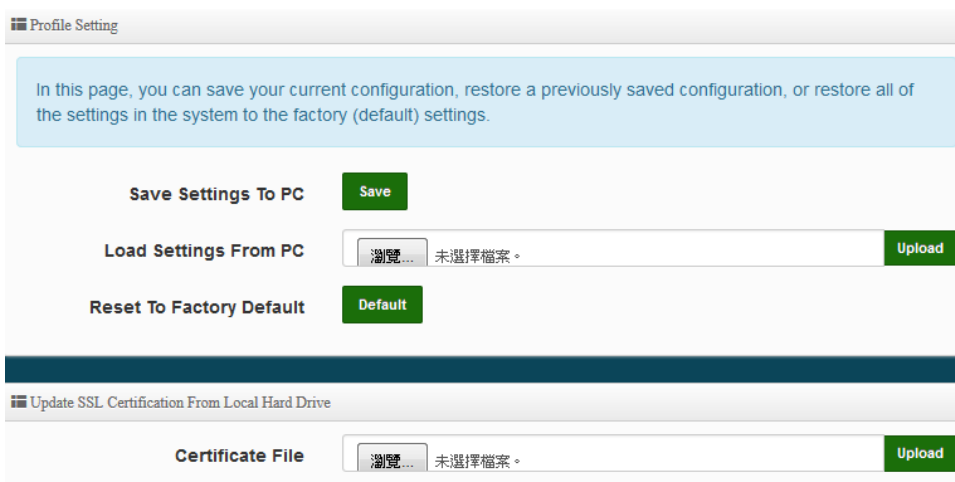 Profile Setting
In this page, you can save your current configuration, restore a previously saved configuration, or restore all of
the settings in the system to the factory (default) settings.
Save Settings To PC Save
Load Settings From PC 瀏覽... 未選擇檔案。 Upload
Reset To Factory Default Default
Update SSL Certification From Local Hard Drive
Certificate File 瀏覽... 未選擇檔案。 Upload